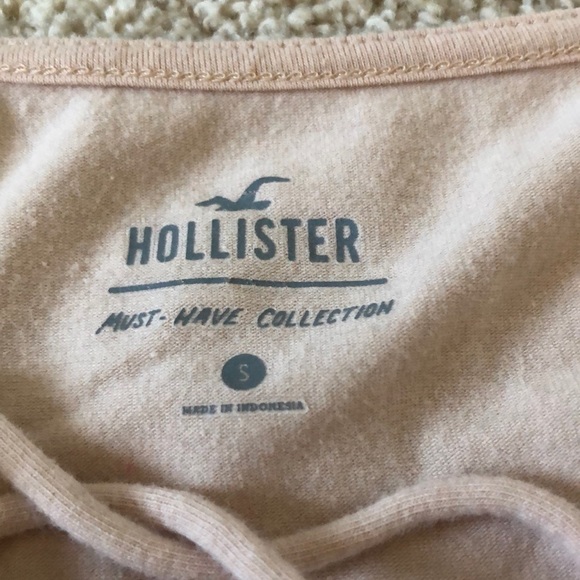 HOLLISTER
MUST-HAVE COLLECTION
S
MADE IN INDONESIA